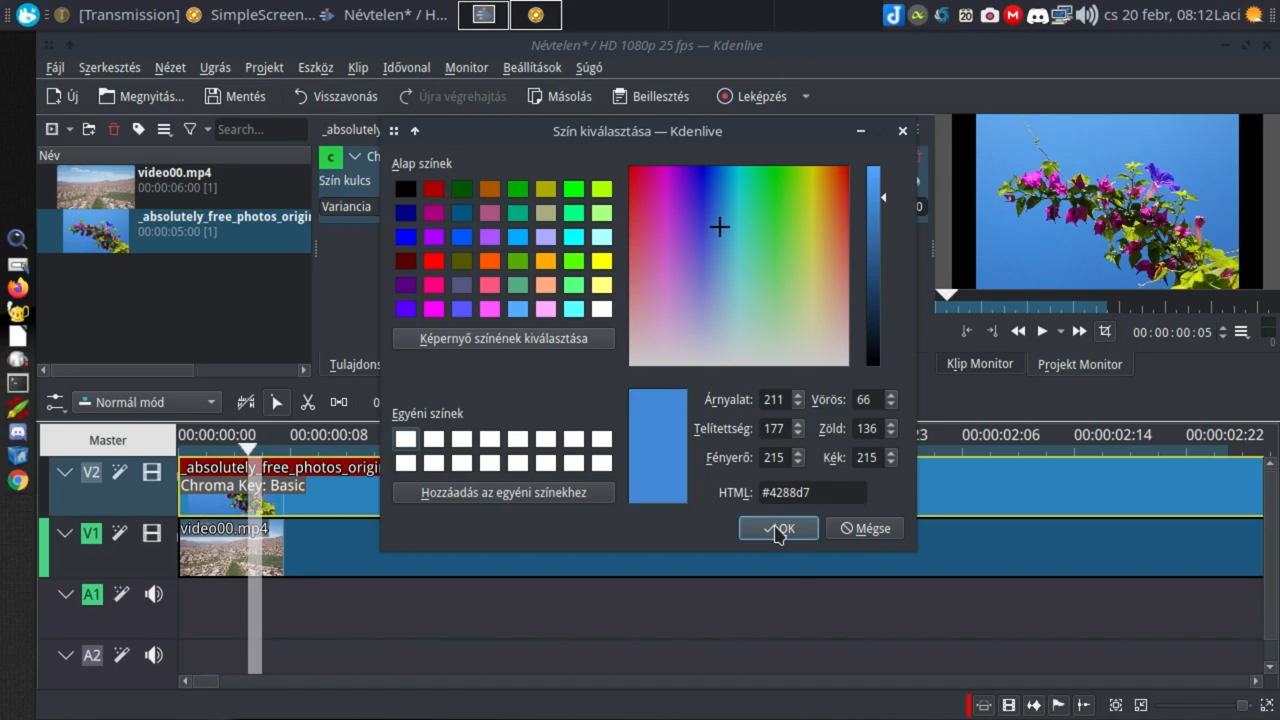 [Transmission] SimpleScreen... Névtelen* / H... 20 cs 20 febr, 08:12 Laci
Névtelen* / HD 1080p 25 fps — Kdenlive
Fájl Szerkesztés Nézet Ugrás Projekt Eszköz Klip Idővonal Monitor Beállítások Súgó
Új Megnyitás... Mentés Visszavonás Újra végrehajtás Másolás Beillesztés Leképzés
Search...
Név
video00.mp4
00:00:06:00 [1]
_absolutely_free_photos_origin
00:00:05:00 [1]
_absolutely
c Ch
Szín kulcs
Variancia
Tulajdons
Szín kiválasztása — Kdenlive
Alap színek
Képernyő színének kiválasztása
Egyéni színek
Hozzáadás az egyéni színekhez
Árnyalat: 211 Vörös: 66
Telítettség: 177 Zöld: 136
Fényerő: 215 Kék: 215
HTML: #4288d7
OK Mégse
00:00:00:05
Klip Monitor Projekt Monitor
Normál mód
0
Master
00:00:00:00 00:00:00:08 23 00:00:02:06 00:00:02:14 00:00:02:22
V2 _absolutely_free_photos_origi
Chroma Key: Basic
V1 video00.mp4
A1
A2